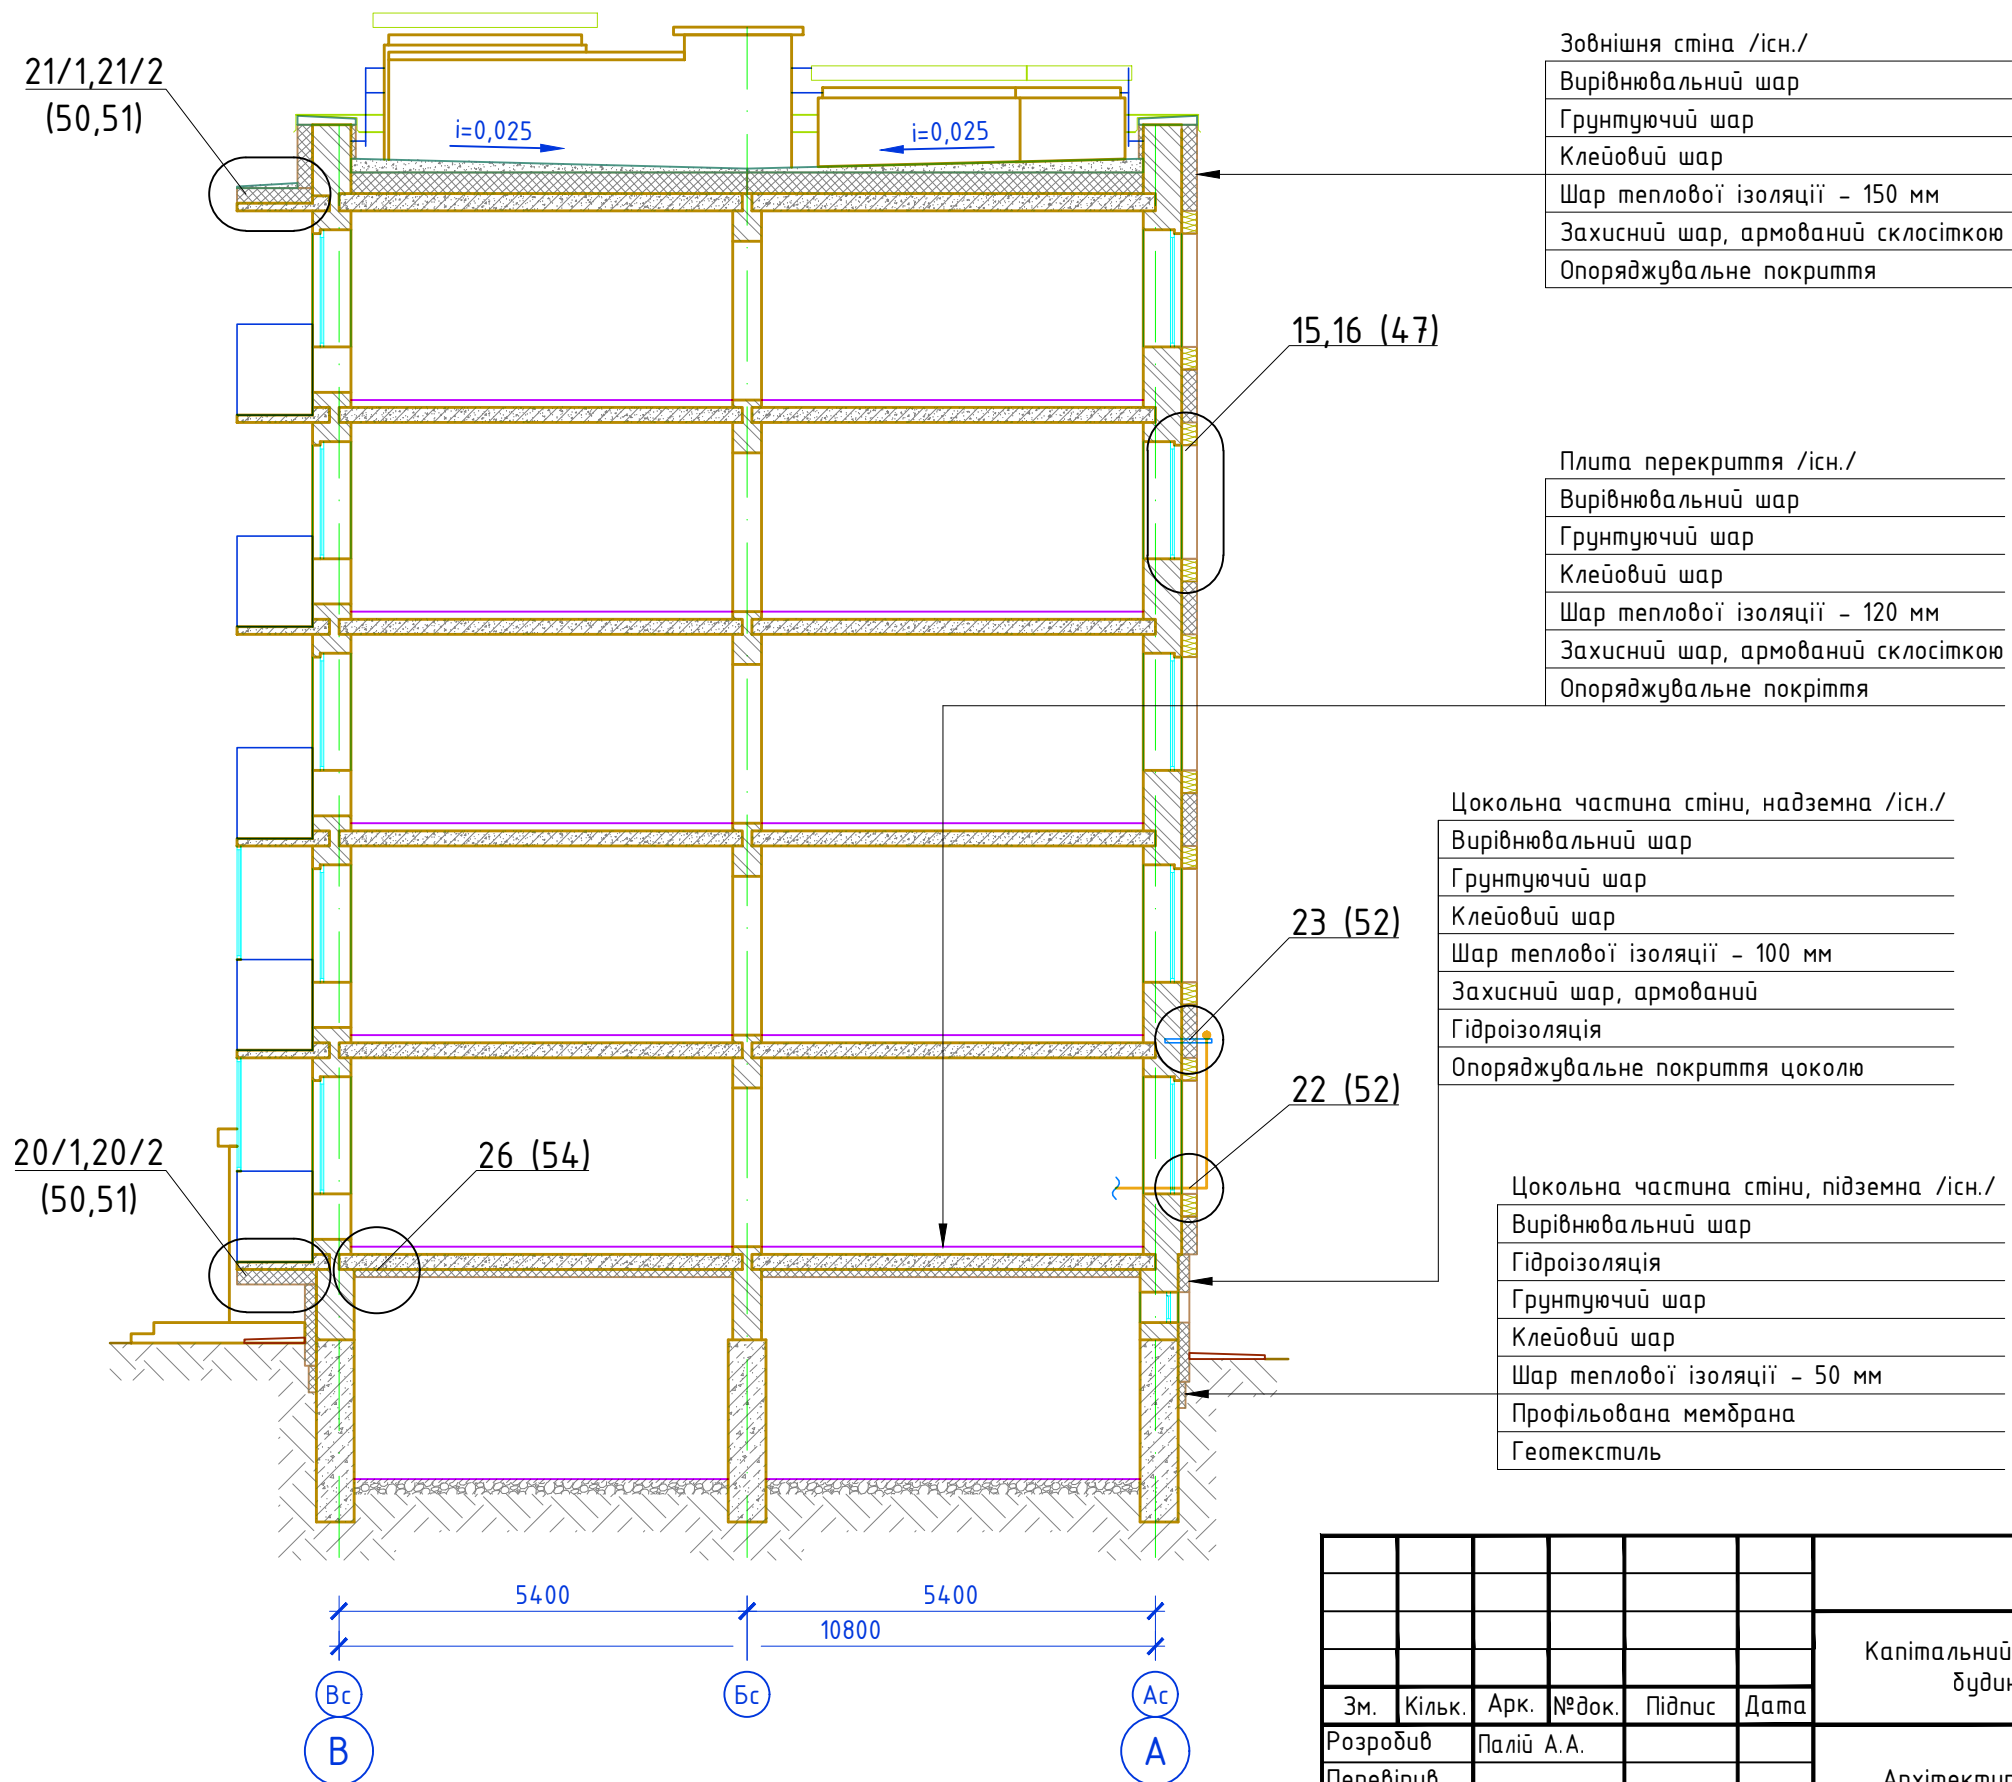 21/1,21/2
(50,51)
i=0,025
i=0,025
Зовнішня стіна /існ./
Вирівнювальний шар
Грунтуючий шар
Клейовий шар
Шар теплової ізоляції - 150 мм
Захисний шар, армований склосіткою
Опоряджувальне покриття
15,16 (47)
Плита перекриття /існ./
Вирівнювальний шар
Грунтуючий шар
Клейовий шар
Шар теплової ізоляції - 120 мм
Захисний шар, армований склосіткою
Опоряджувальне покріття
Цокольна частина стіни, надземна /існ./
Вирівнювальний шар
Грунтуючий шар
Клейовий шар
Шар теплової ізоляції - 100 мм
Захисний шар, армований
Гідроізоляція
Опоряджувальне покриття цоколю
23 (52)
22 (52)
20/1,20/2
(50,51)
26 (54)
Цокольна частина стіни, підземна /існ./
Вирівнювальний шар
Гідроізоляція
Грунтуючий шар
Клейовий шар
Шар теплової ізоляції - 50 мм
Профільована мембрана
Геотекстиль
5400
5400
10800
Вс
Бс
Ас
В
А
Капітальний
будин
Зм.
Кільк.
Арк.
№док.
Підпис
Дата
Розробив
Палій А.А.
Перевірив
Архітектур